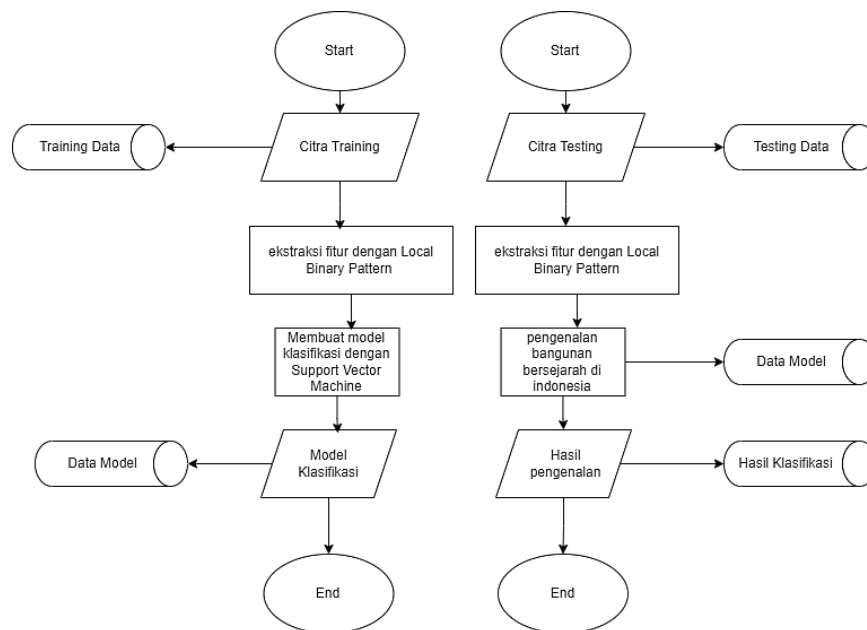 Start
Start
Training Data
Citra Training
Citra Testing
Testing Data
ekstraksi fitur dengan Local
Binary Pattern
ekstraksi fitur dengan Local
Binary Pattern
Membuat model
klasifikasi dengan
Support Vector
Machine
pengenalan
bangunan
bersejarah di
indonesia
Data Model
Data Model
Model
Klasifikasi
Hasil
pengenalan
Hasil Klasifikasi
End
End